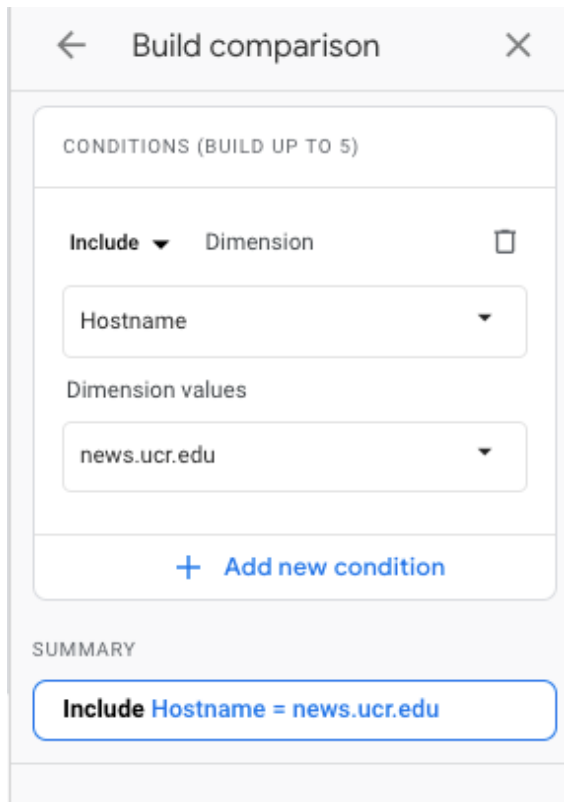 Build comparison
CONDITIONS (BUILD UP TO 5)
Include Dimension
Hostname
Dimension values
news.ucr.edu
+ Add new condition
SUMMARY
Include Hostname = news.ucr.edu